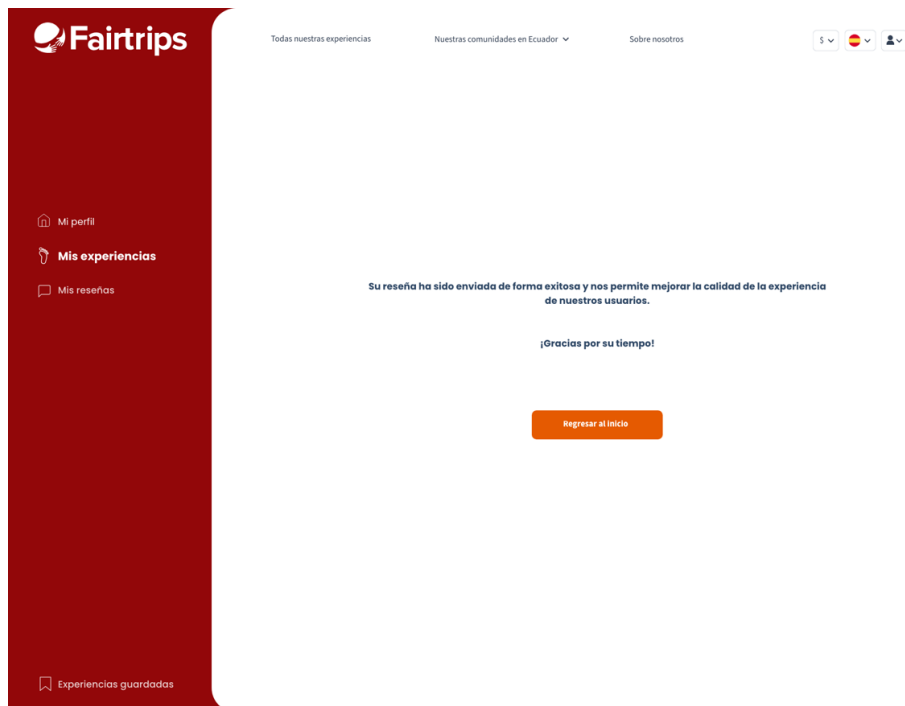 Fairtrips
Todas nuestras experiencias
Nuestras comunidades en Ecuador
Sobre nosotros
$
Mi perfil
Mis experiencias
Mis reseñas
Su reseña ha sido enviada de forma exitosa y nos permite mejorar la calidad de la experiencia
de nuestros usuarios.
¡Gracias por su tiempo!
Regresar al inicio
Experiencias guardadas